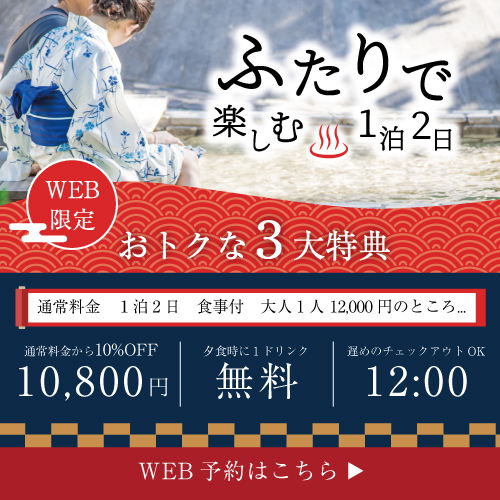 ふたりで
楽しむ♨1泊2日
WEB
限定
おトクな3大特典
通常料金 1泊2日 食事付 大人1人 12,000円のところ...
通常料金から10%OFF
10,800円
夕食時に1ドリンク
無料
遅めのチェックアウトOK
12:00
WEB予約はこちら▶